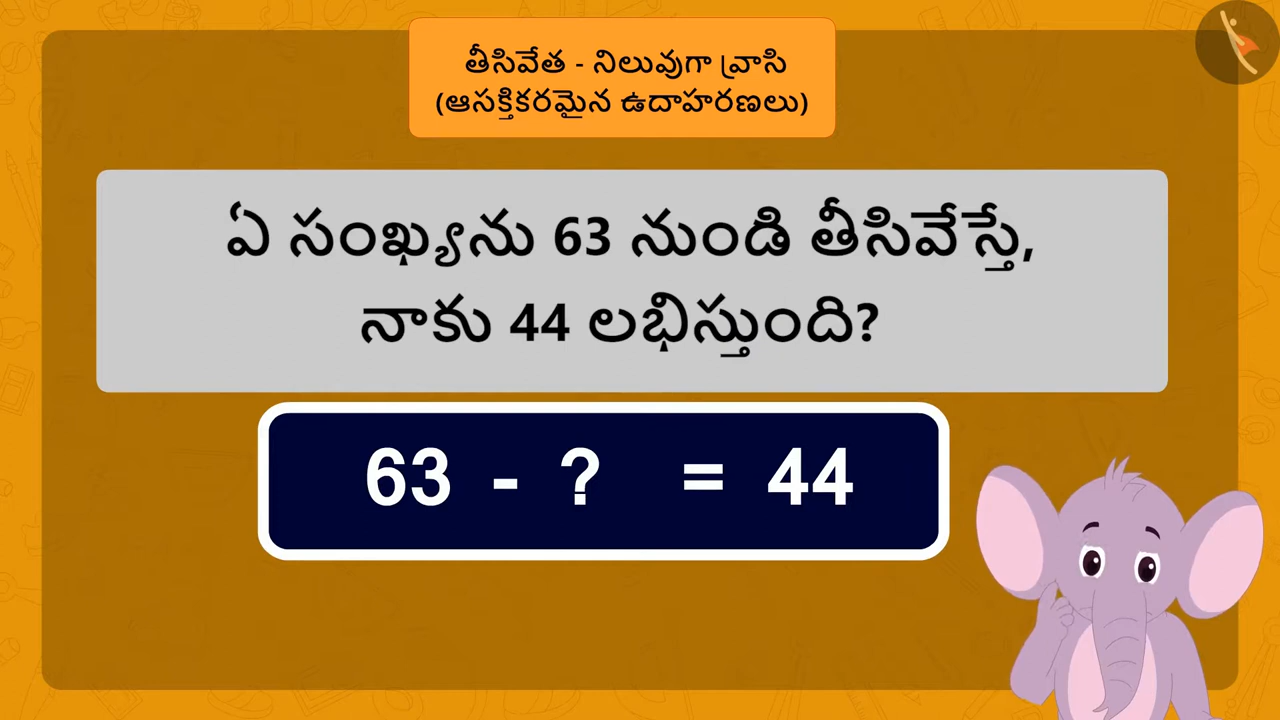 తీసివేత - నిలువుగా వ్రాసి
(ఆసక్తికరమైన ఉదాహరణలు)
ఏ సంఖ్యను 63 నుండి తీసివేస్తే,
నాకు 44 లభిస్తుంది?
63 - ? = 44